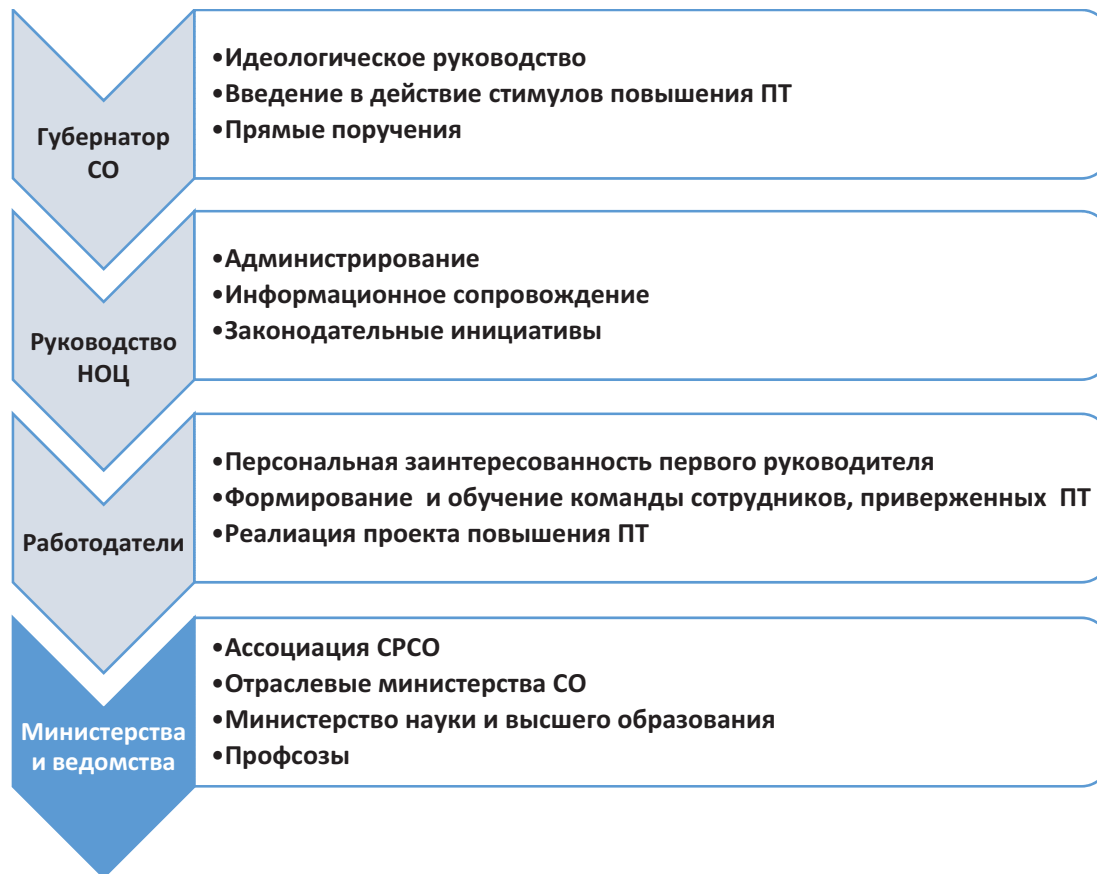 Губернатор
СО
•Идеологическое руководство
•Введение в действие стимулов повышения ПТ
•Прямые поручения
Руководство
НОЦ
•Администрирование
•Информационное сопровождение
•Законодательные инициативы
Работодатели
•Персональная заинтересованность первого руководителя
•Формирование и обучение команды сотрудников, приверженных ПТ
•Реалиация проекта повышения ПТ
Министерства
и ведомства
•Ассоциация СРСО
•Отраслевые министерства СО
•Министерство науки и высшего образования
•Профсозы